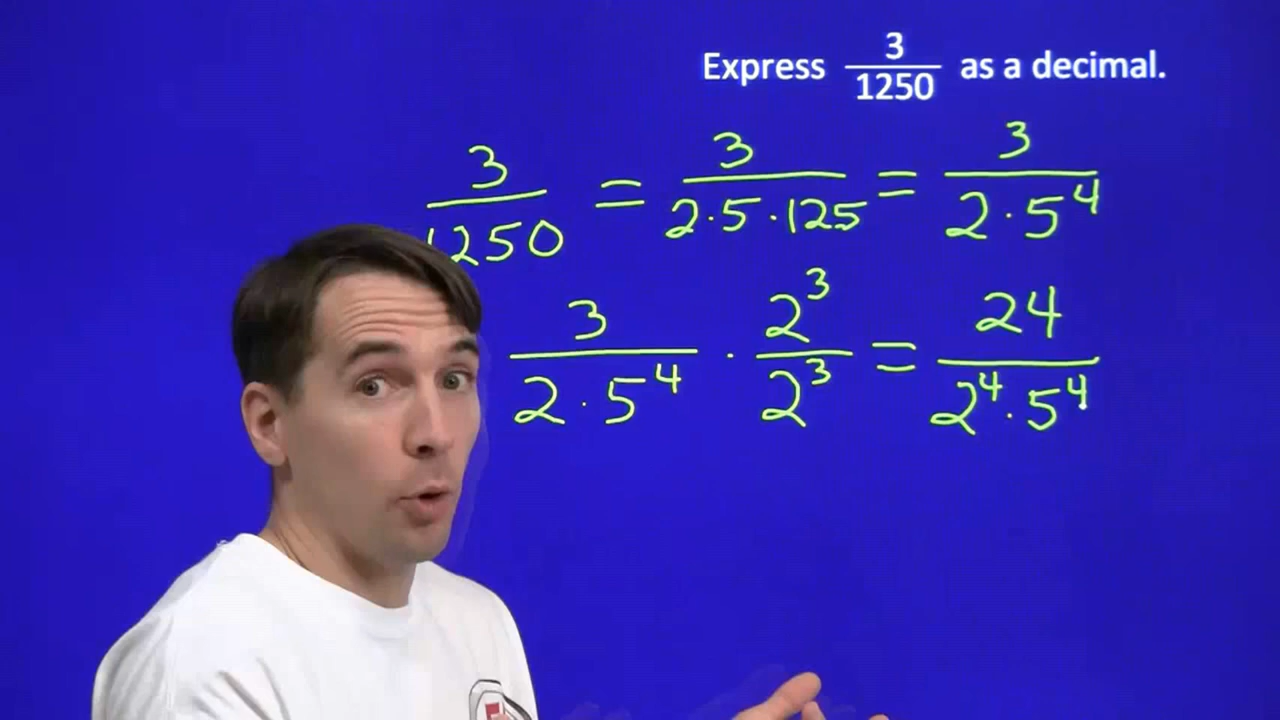 Express 3/1250 as a decimal.
3/1250 = 3/(2·5·125) = 3/(2·5⁴)
3/(2·5⁴) · 2³/2³ = 24/(2⁴·5⁴)